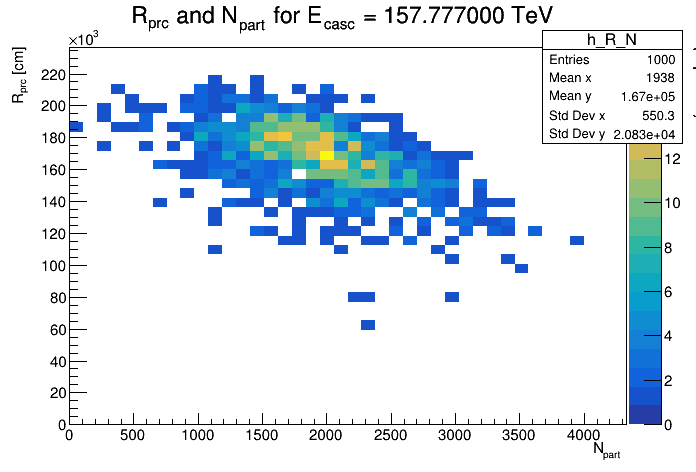 R_prc and N_part for E_casc = 157.777000 TeV
×10³
R_prc [cm]
h_R_N
Entries 1000
Mean x 1938
Mean y 1.67e+05
Std Dev x 550.3
Std Dev y 2.083e+04
220
200
180
160
140
120
100
80
60
40
20
0
12
10
8
6
4
2
0
0 500 1000 1500 2000 2500 3000 3500 4000
N_part